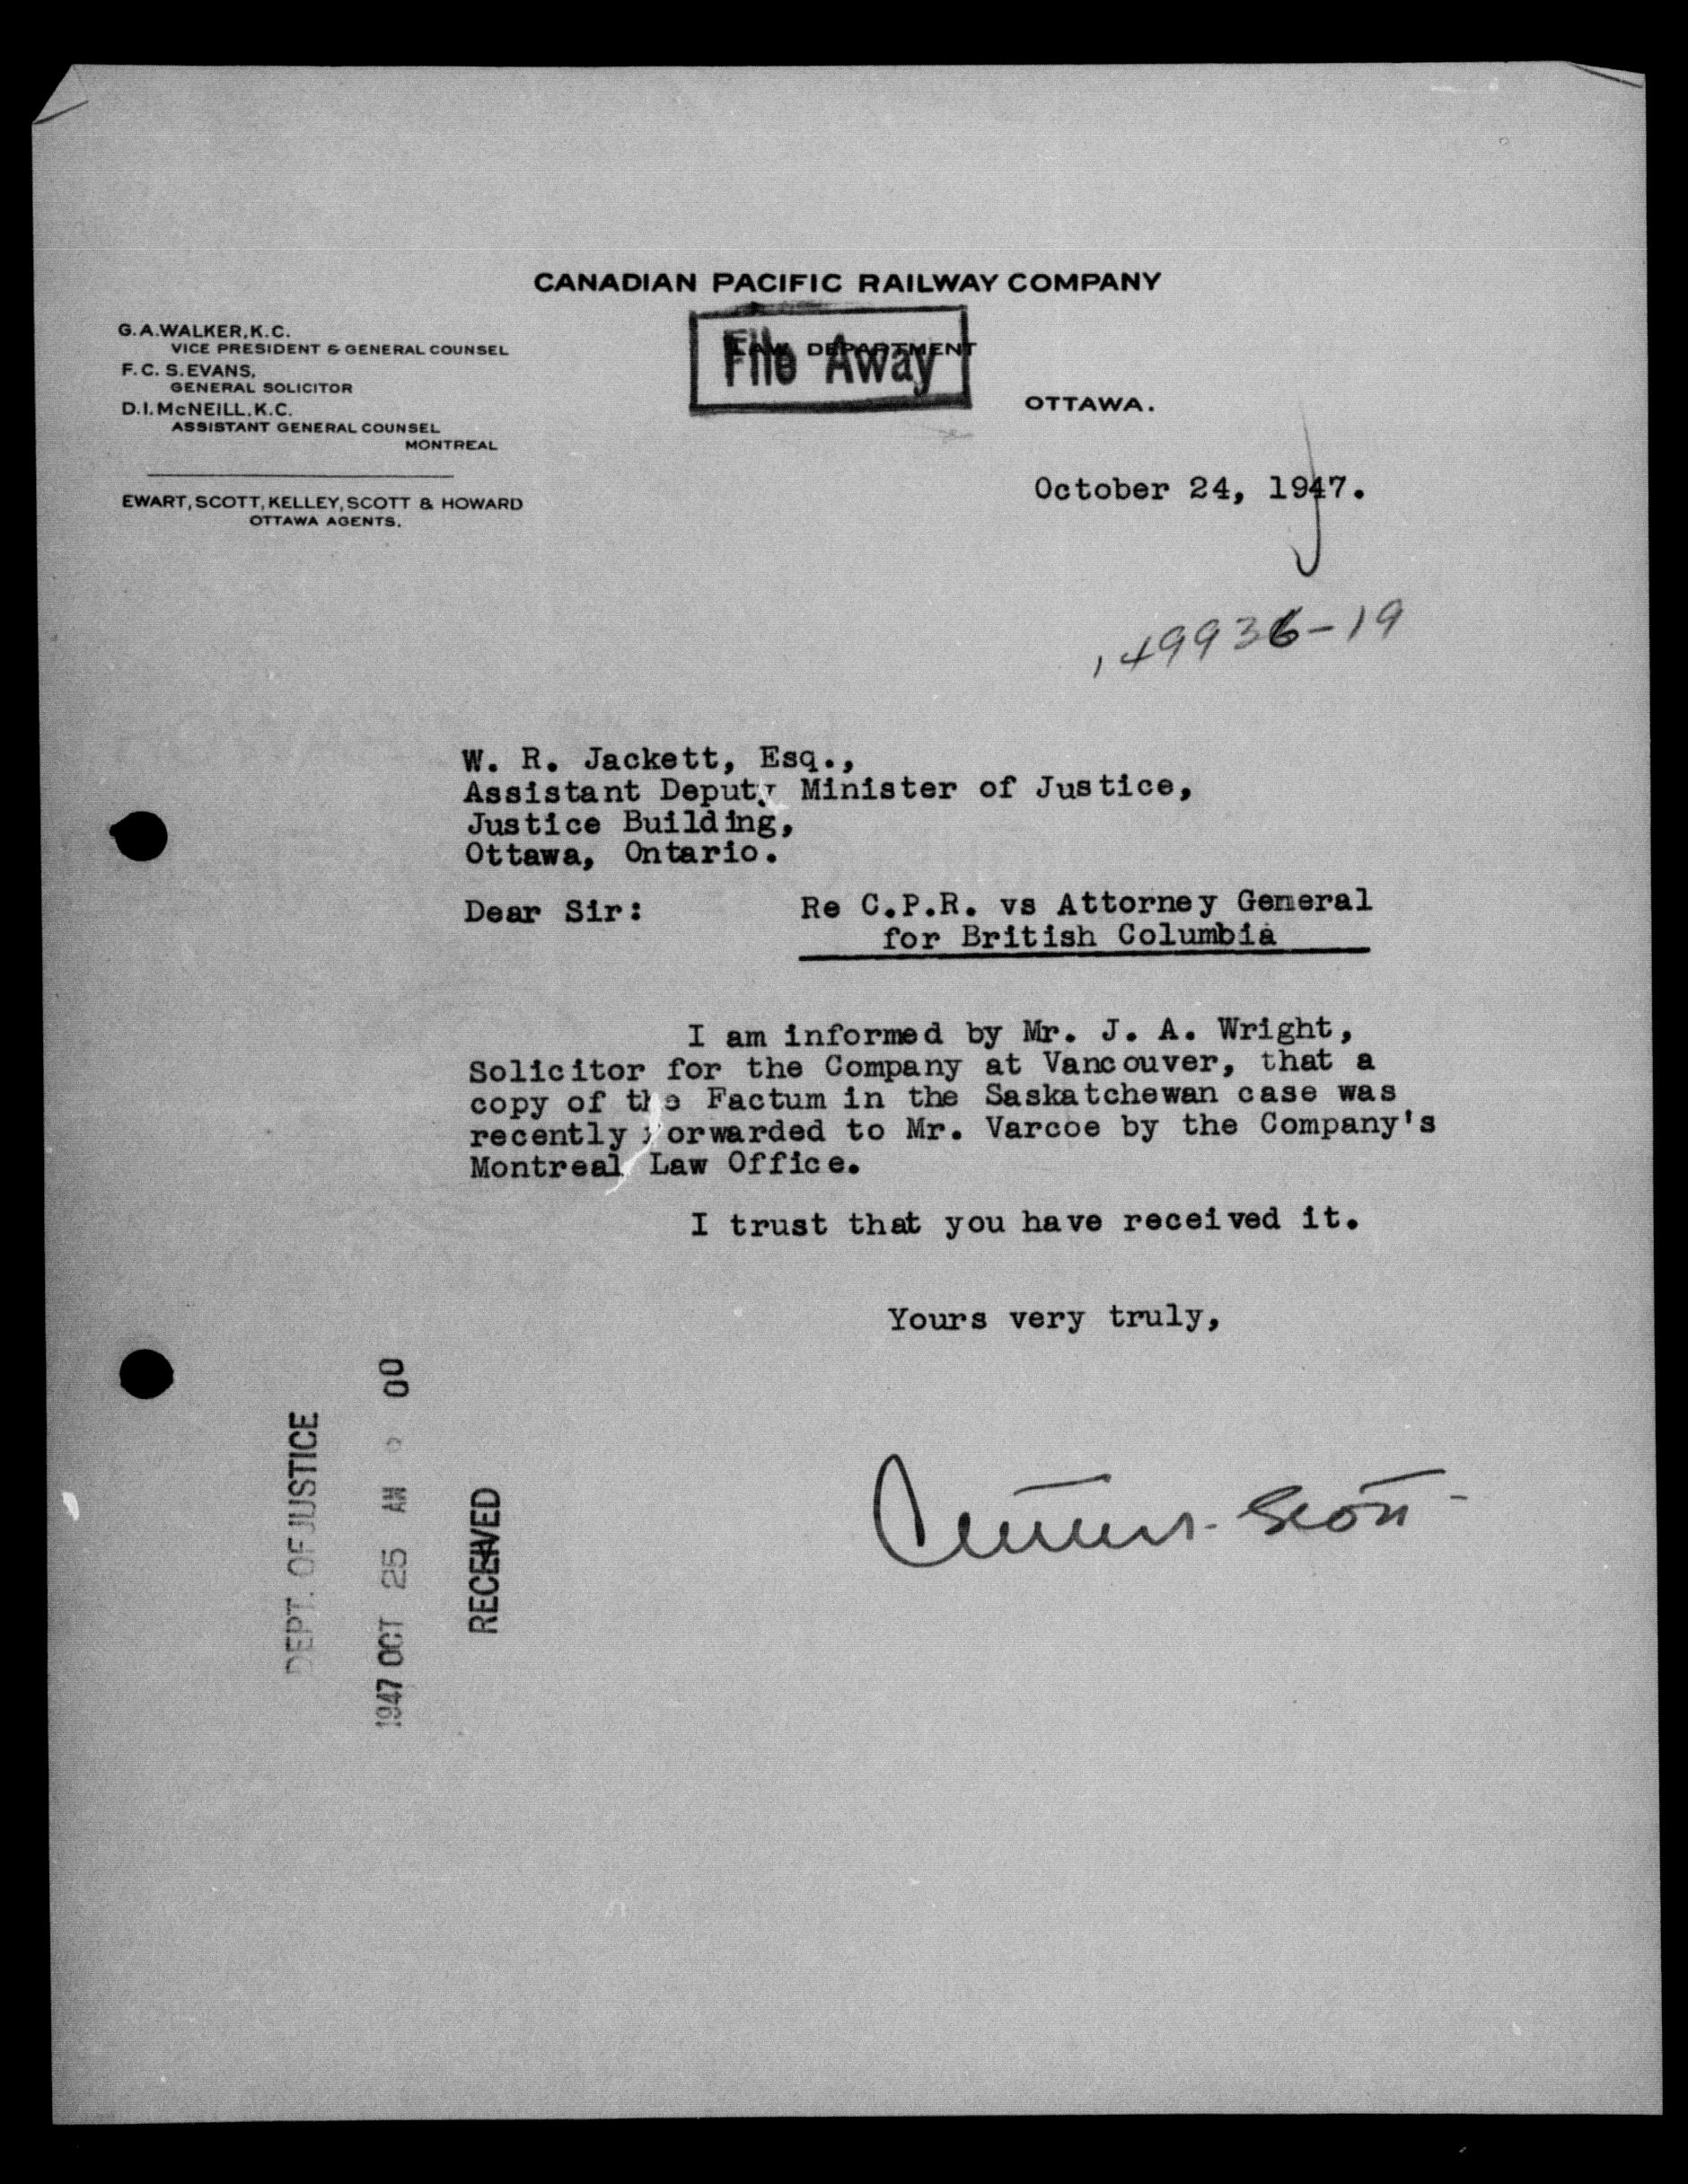 CANADIAN PACIFIC RAILWAY COMPANY
G.A.WALKER,K.C.
VICE PRESIDENT & GENERAL COUNSEL
F.C.S.EVANS,
GENERAL SOLICITOR
D.I.McNEILL,K.C.
ASSISTANT GENERAL COUNSEL
MONTREAL
EWART, SCOTT, KELLEY, SCOTT & HOWARD
OTTAWA AGENTS.
LAW DEPARTMENT
File Away
OTTAWA.
October 24, 1947.
149936-19
W. R. Jackett, Esq.,
Assistant Deputy Minister of Justice,
Justice Building,
Ottawa, Ontario.
Dear Sir: Re C.P.R. vs Attorney General
for British Columbia
I am informed by Mr. J. A. Wright,
Solicitor for the Company at Vancouver, that a
copy of the Factum in the Saskatchewan case was
recently forwarded to Mr. Varcoe by the Company's
Montreal Law Office.
I trust that you have received it.
Yours very truly,
Scott
DEPT. OF JUSTICE
1947 OCT 25 AM 00
RECEIVED